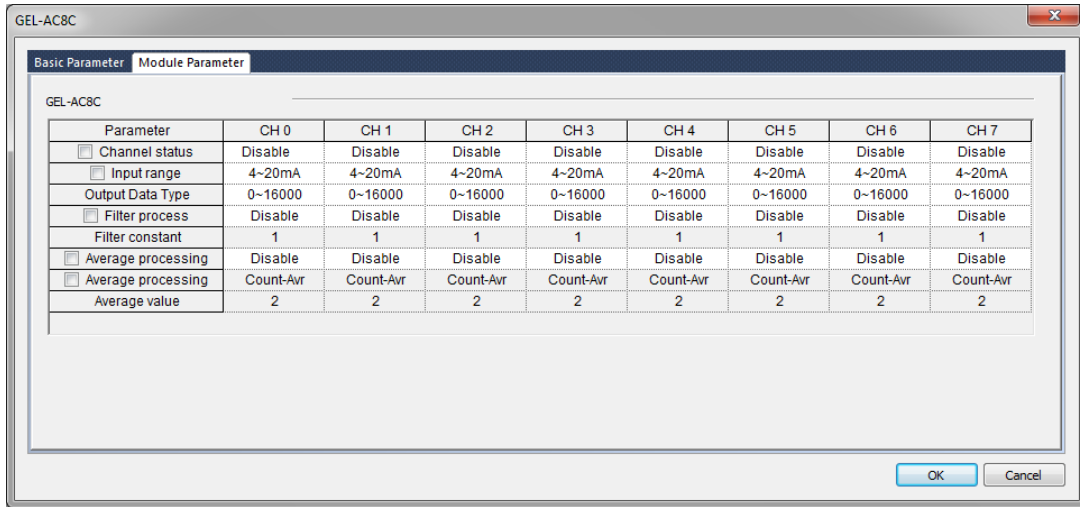 GEL-AC8C
Basic Parameter Module Parameter
GEL-AC8C
Parameter CH 0 CH 1 CH 2 CH 3 CH 4 CH 5 CH 6 CH 7
Channel status Disable Disable Disable Disable Disable Disable Disable Disable
Input range 4~20mA 4~20mA 4~20mA 4~20mA 4~20mA 4~20mA 4~20mA 4~20mA
Output Data Type 0~16000 0~16000 0~16000 0~16000 0~16000 0~16000 0~16000 0~16000
Filter process Disable Disable Disable Disable Disable Disable Disable Disable
Filter constant 1 1 1 1 1 1 1 1
Average processing Disable Disable Disable Disable Disable Disable Disable Disable
Average processing Count-Avr Count-Avr Count-Avr Count-Avr Count-Avr Count-Avr Count-Avr Count-Avr
Average value 2 2 2 2 2 2 2 2
OK Cancel